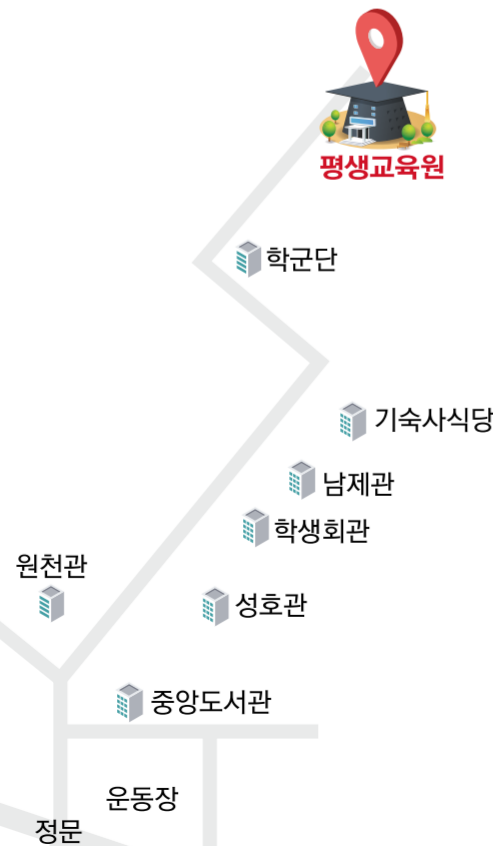 평생교육원
학군단
기숙사식당
남제관
학생회관
원천관
성호관
중앙도서관
운동장
정문